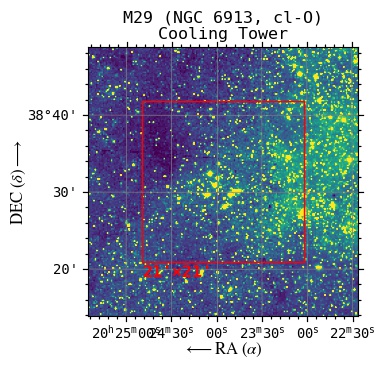 M29 (NGC 6913, cl-O)
Cooling Tower
38°40'
30'
20'
21' x 21'
20ʰ25ᵐ00ˢ 24ᵐ30ˢ 00ˢ 23ᵐ30ˢ 00ˢ 22ᵐ30ˢ
⟵ RA (α)
DEC (δ) ⟶